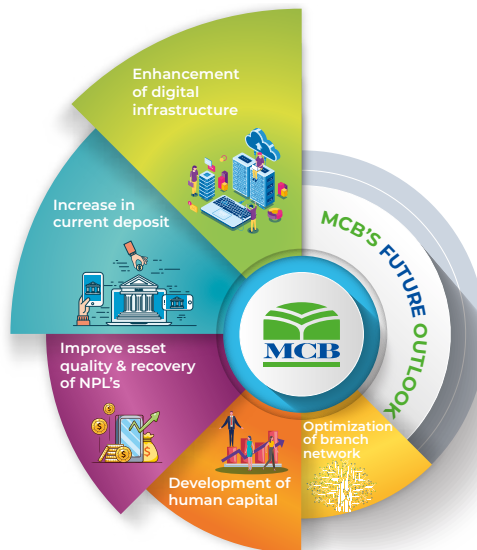 Enhancement
of digital
infrastructure
Increase in
current deposit
MCB'S FUTURE OUTLOOK
MCB
Improve asset
quality & recovery
of NPL's
Optimization
of branch
network
Development of
human capital